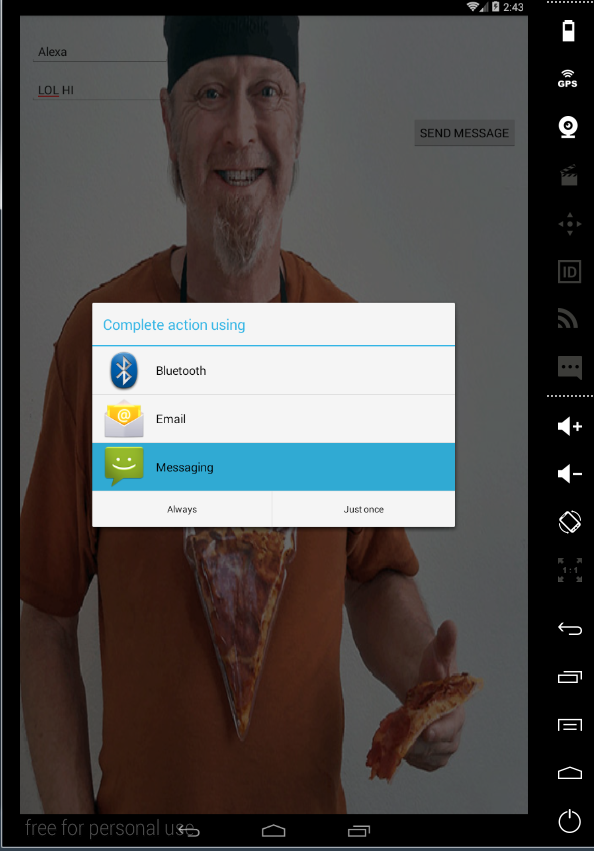 2:43
Alexa
LOL HI
SEND MESSAGE
Complete action using
Bluetooth
Email
Messaging
Always
Just once
free for personal use
GPS
ID
1:1